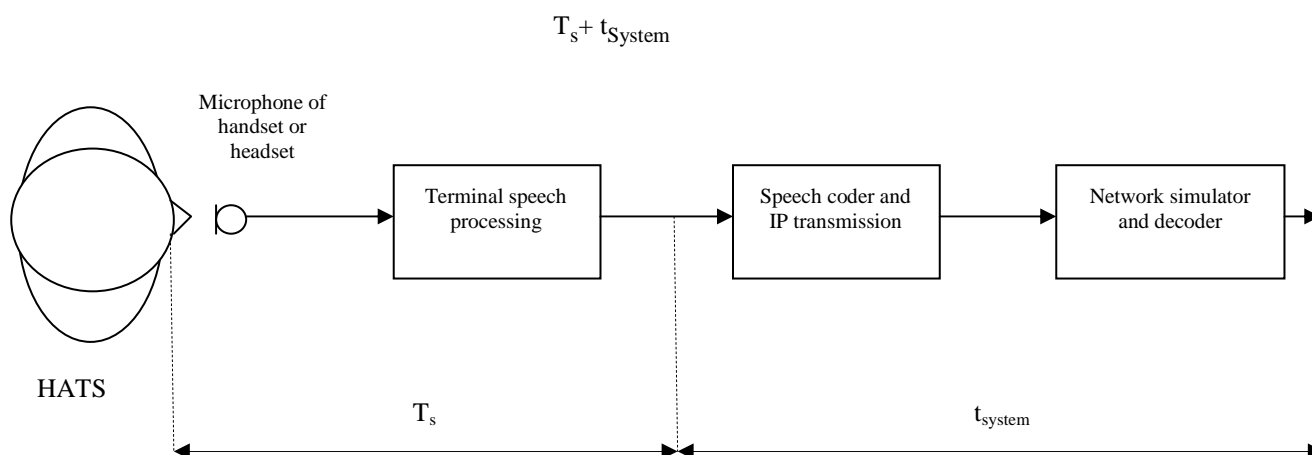 Ts+ tSystem
Microphone of
handset or
headset
Terminal speech
processing
Speech coder and
IP transmission
Network simulator
and decoder
HATS
Ts
tsystem